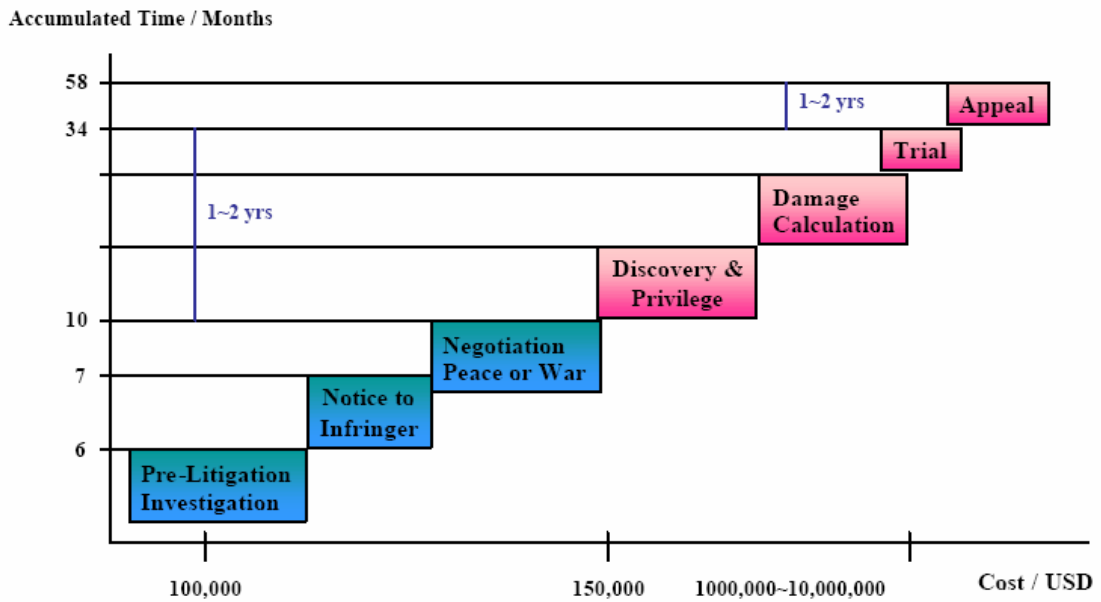 Accumulated Time / Months
58
1~2 yrs
Appeal
34
Trial
Damage
Calculation
1~2 yrs
Discovery &
Privilege
10
Negotiation
Peace or War
7
Notice to
Infringer
6
Pre-Litigation
Investigation
100,000
150,000
1000,000~10,000,000
Cost / USD